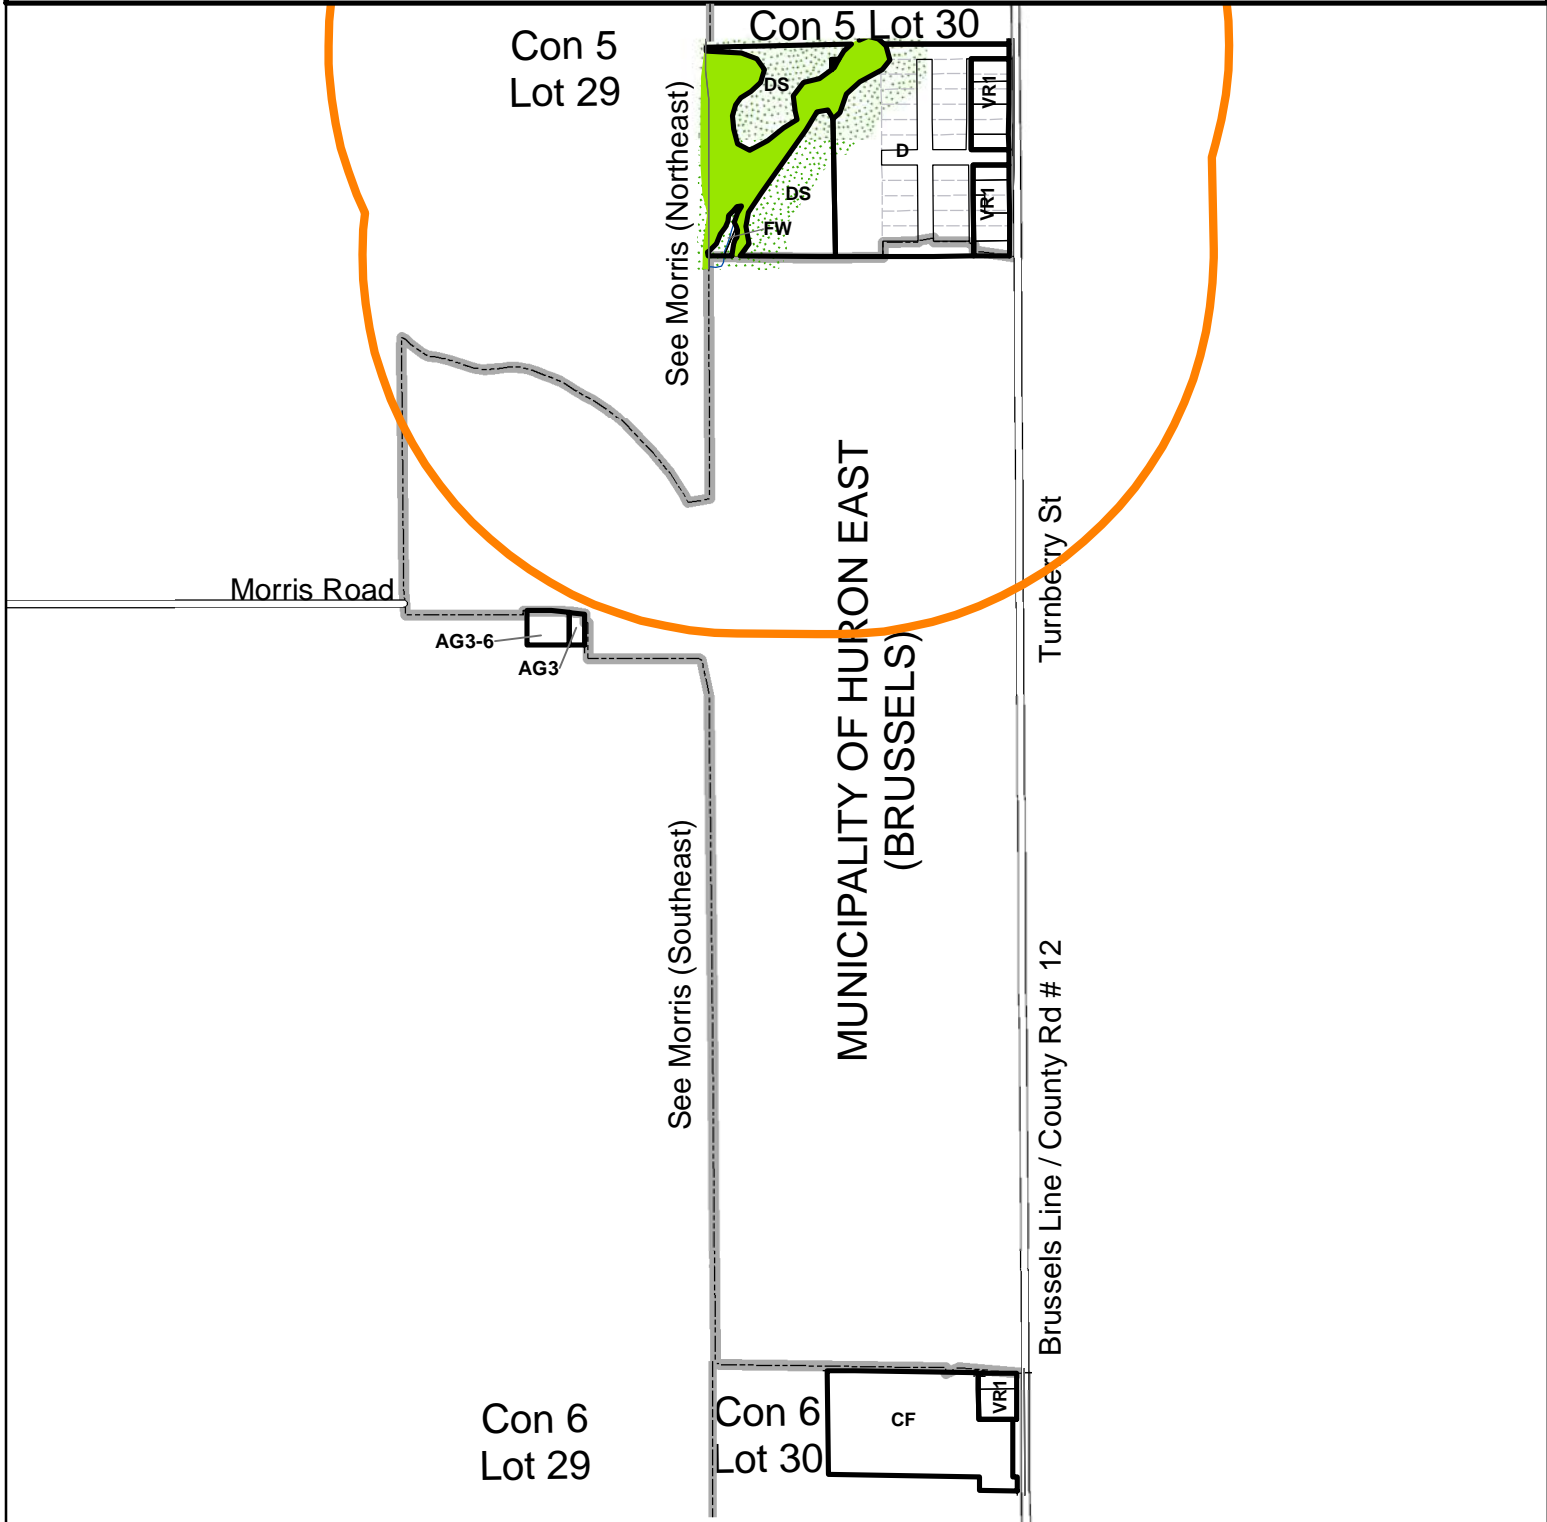 Con 5
Lot 29
Con 5 Lot 30
DS
VR1
D
DS
VR1
FW
See Morris (Northeast)
Morris Road
AG3-6
AG3
MUNICIPALITY OF HURON EAST
(BRUSSELS)
Turnberry St
See Morris (Southeast)
Brussels Line / County Rd # 12
Con 6
Lot 29
Con 6
Lot 30
CF
VR1